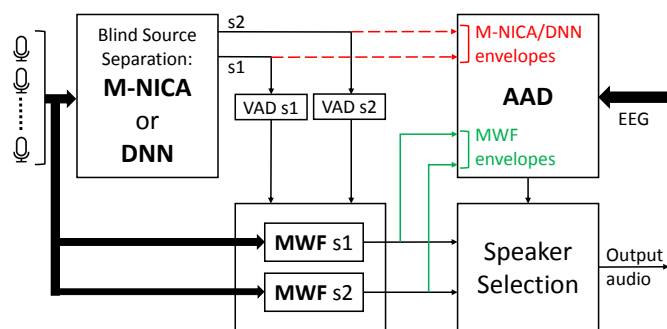 Blind Source
Separation:
M-NICA
or
DNN
s2
s1
VAD s1
VAD s2
M-NICA/DNN
envelopes
AAD
MWF
envelopes
EEG
MWF s1
MWF s2
Speaker
Selection
Output
audio